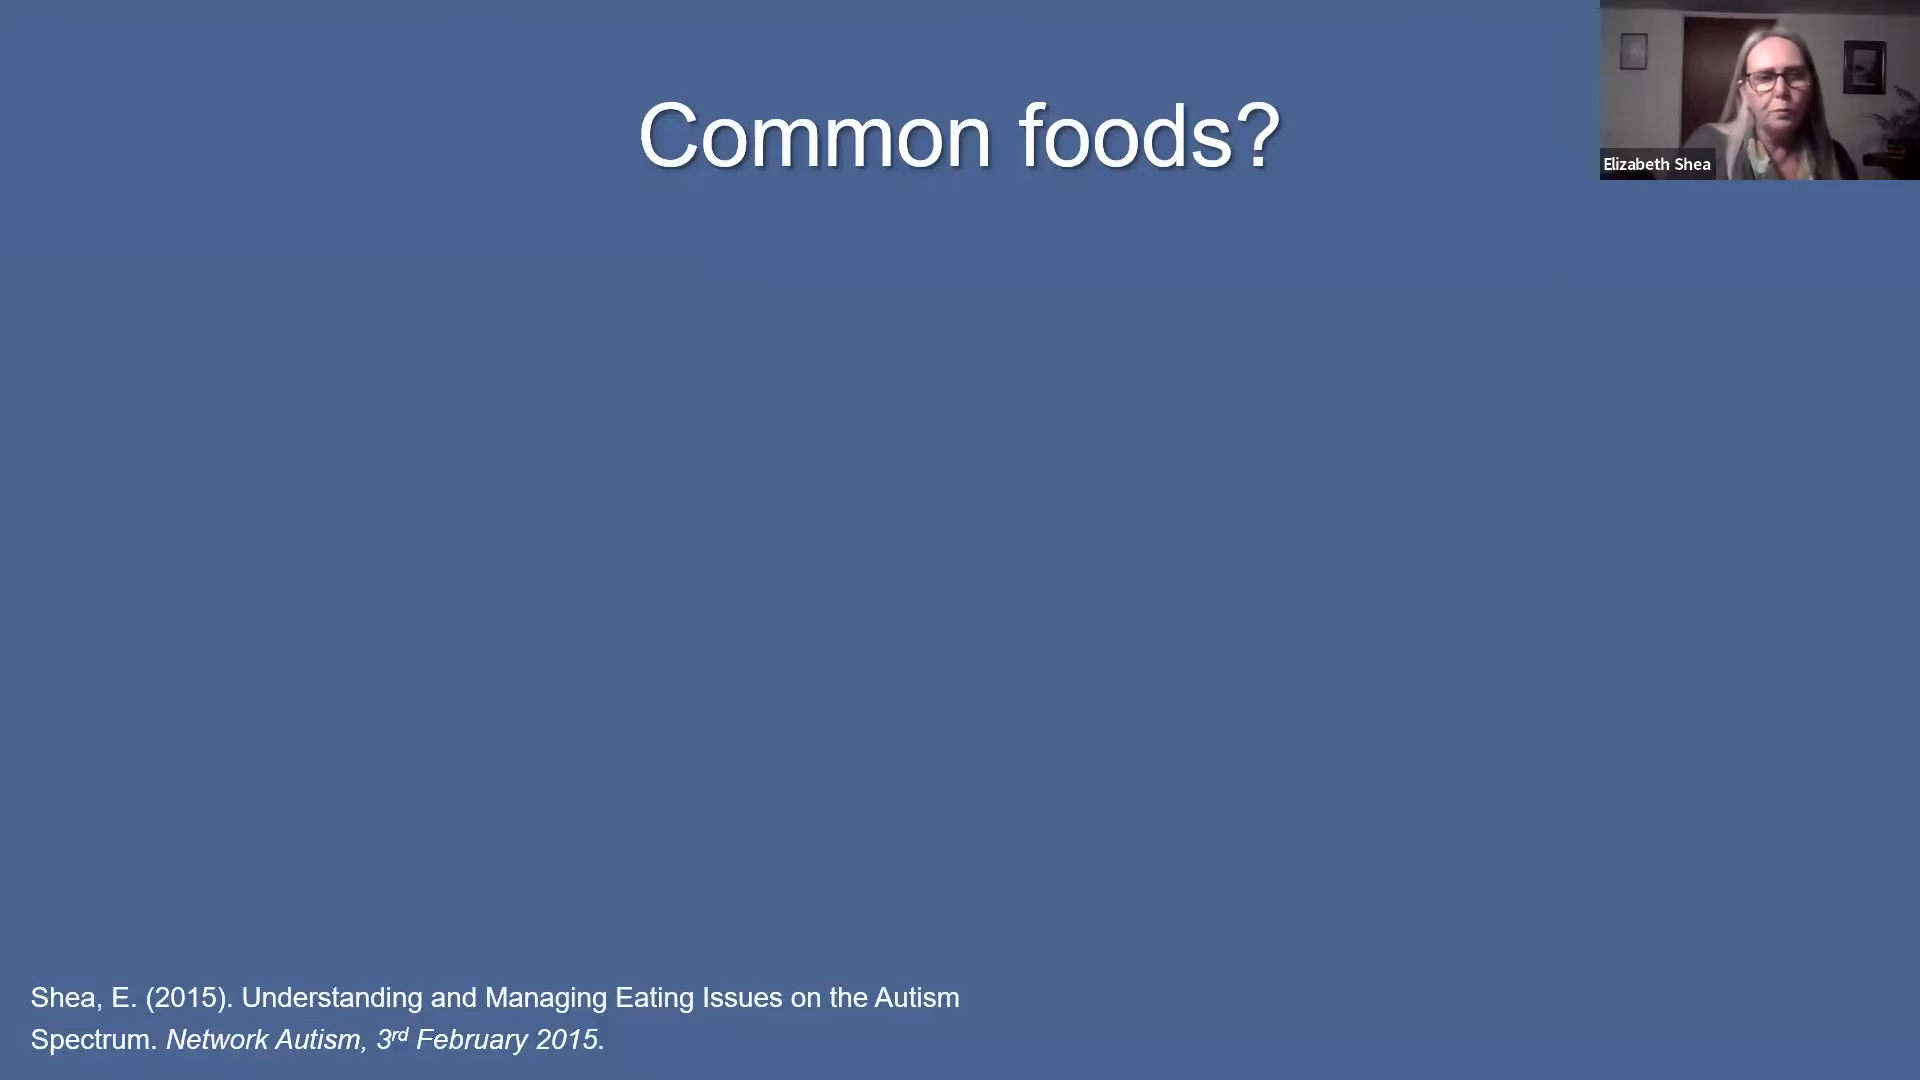 Common foods?
Elizabeth Shea
Shea, E. (2015). Understanding and Managing Eating Issues on the Autism
Spectrum. Network Autism, 3rd February 2015.